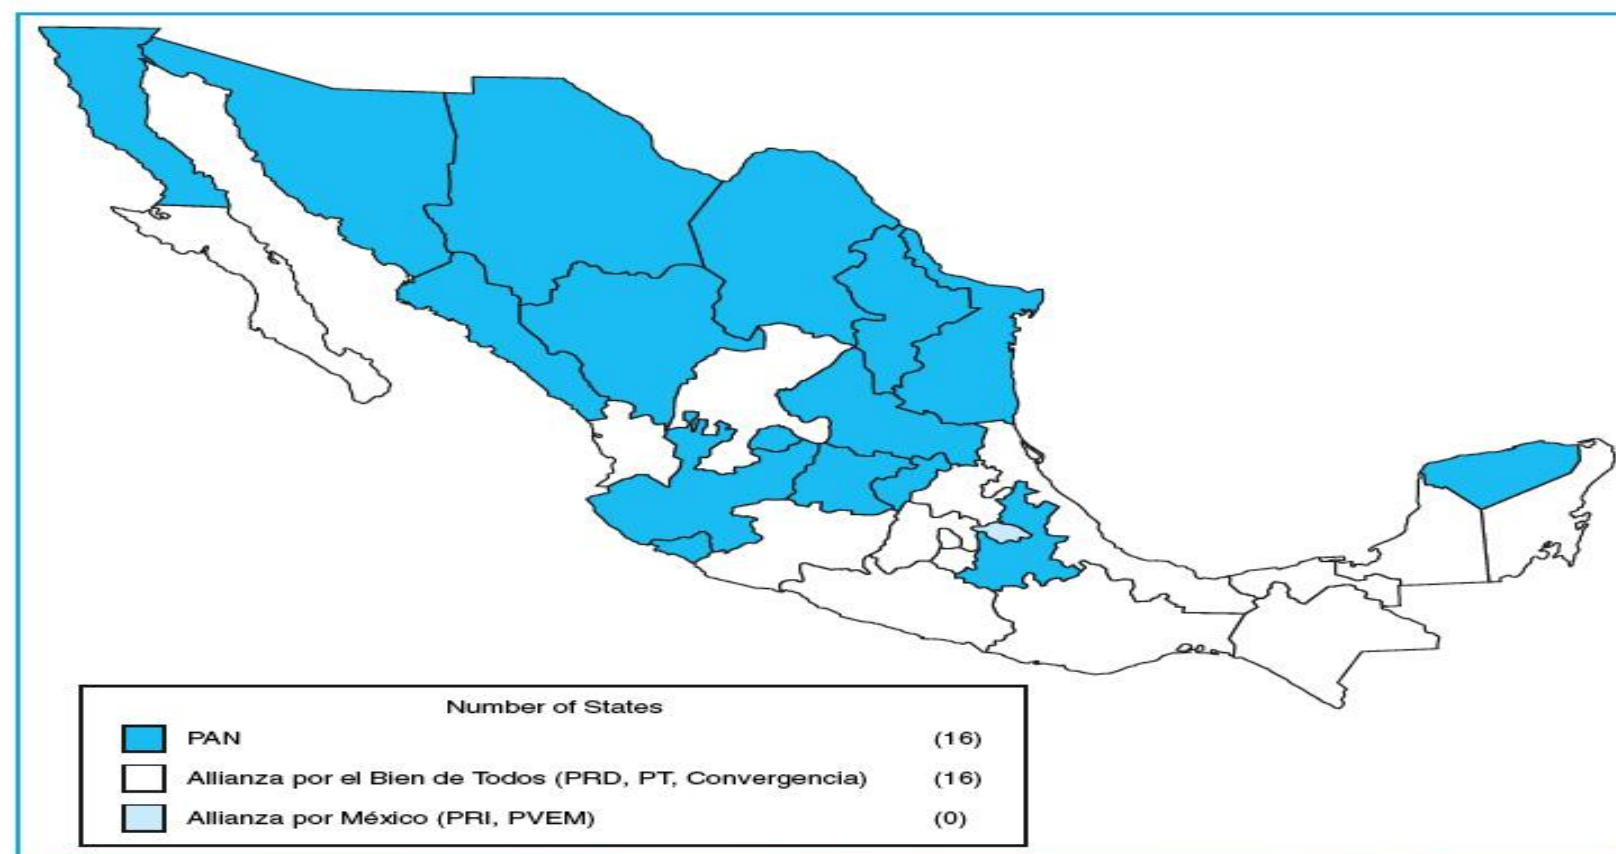 Number of States
PAN (16)
Allianza por el Bien de Todos (PRD, PT, Convergencia) (16)
Allianza por México (PRI, PVEM) (0)